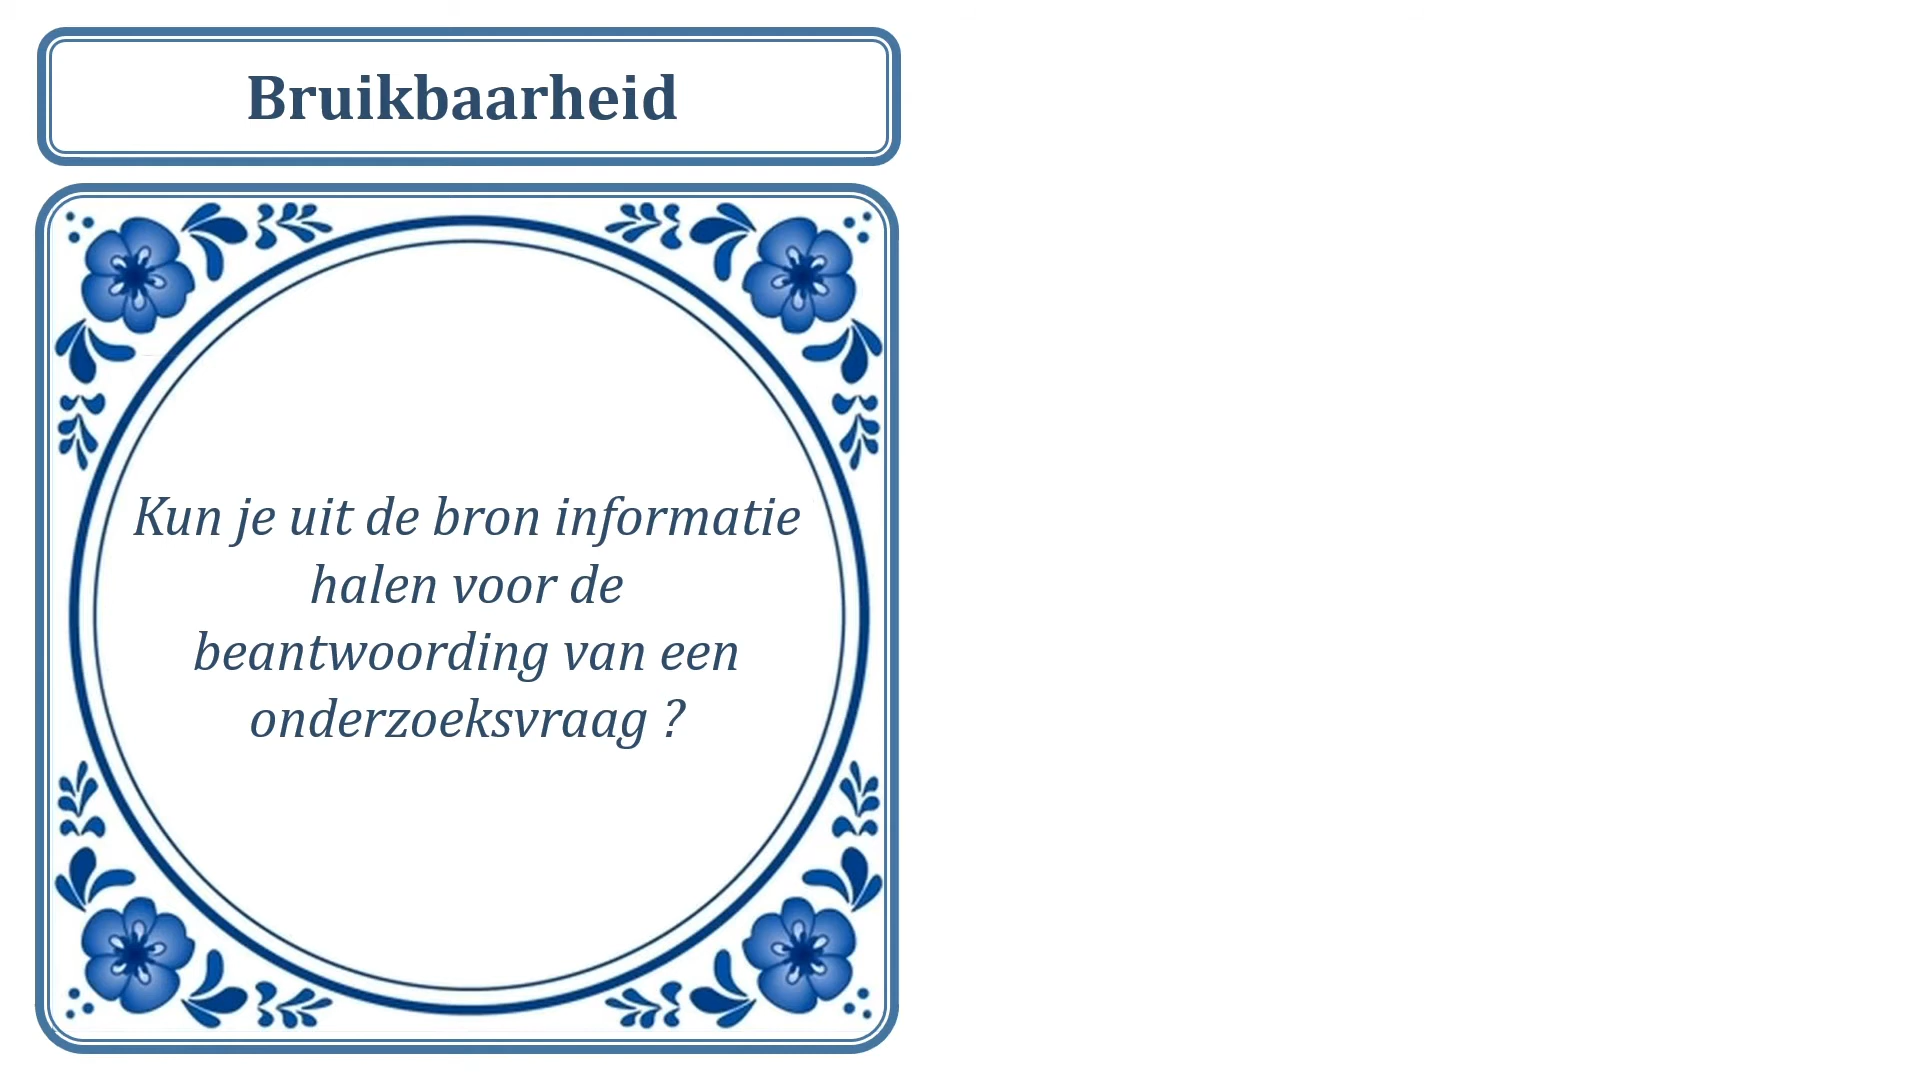 Bruikbaarheid
Kun je uit de bron informatie
halen voor de
beantwoording van een
onderzoeksvraag ?